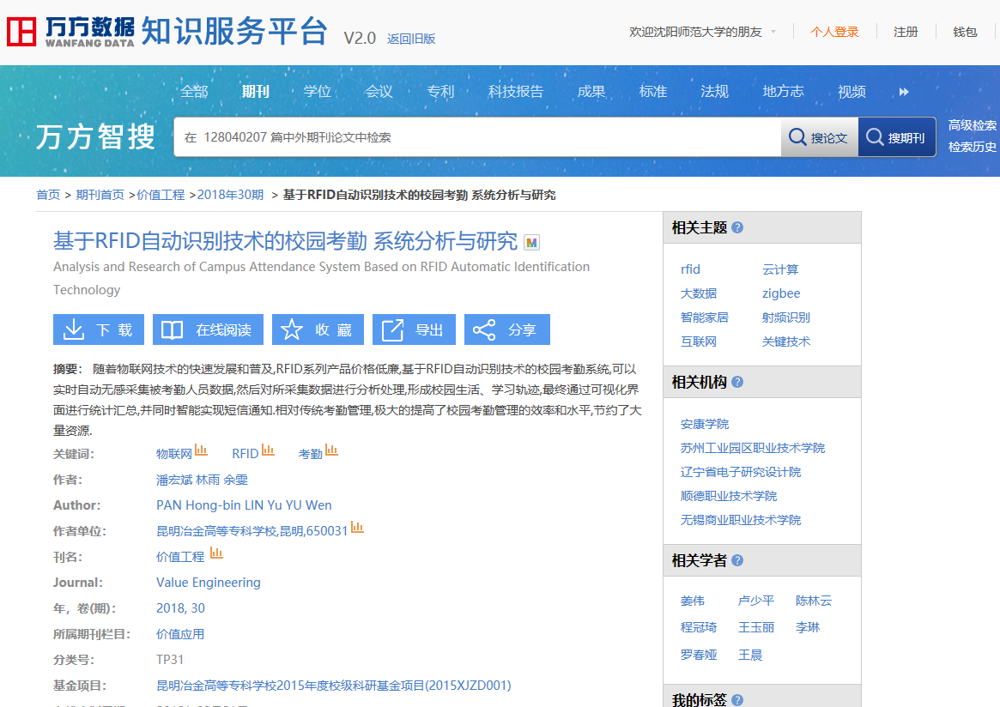 万方数据 知识服务平台 V2.0 返回旧版 欢迎沈阳师范大学的朋友 个人登录 注册 钱包
WANFANG DATA
全部 期刊 学位 会议 专利 科技报告 成果 标准 法规 地方志 视频
万方智搜 在 128040207 篇中外期刊论文中检索 搜论文 搜期刊 高级检索
检索历史
首页 > 期刊首页 >价值工程 >2018年30期 > 基于RFID自动识别技术的校园考勤 系统分析与研究
基于RFID自动识别技术的校园考勤 系统分析与研究 M
Analysis and Research of Campus Attendance System Based on RFID Automatic Identification
Technology
下 载 在线阅读 收 藏 导出 分享
摘要： 随着物联网技术的快速发展和普及,RFID系列产品价格低廉,基于RFID自动识别技术的校园考勤系统,可以
实时自动无感采集被考勤人员数据,然后对所采集数据进行分析处理,形成校园生活、学习轨迹,最终通过可视化界
面进行统计汇总,并同时智能实现短信通知.相对传统考勤管理,极大的提高了校园考勤管理的效率和水平,节约了大
量资源.
关键词： 物联网 RFID 考勤
作者： 潘宏斌 林雨 余雯
Author： PAN Hong-bin LIN Yu YU Wen
作者单位： 昆明冶金高等专科学校,昆明,650031
刊名： 价值工程
Journal： Value Engineering
年，卷(期)： 2018, 30
所属期刊栏目： 价值应用
分类号： TP31
基金项目： 昆明冶金高等专科学校2015年度校级科研基金项目(2015XJZD001)
相关主题 ?
rfid 云计算
大数据 zigbee
智能家居 射频识别
互联网 关键技术
相关机构 ?
安康学院
苏州工业园区职业技术学院
辽宁省电子研究设计院
顺德职业技术学院
无锡商业职业技术学院
相关学者 ?
姜伟 卢少平 陈林云
程冠琦 王玉丽 李琳
罗春娅 王晨
我的标签 ?